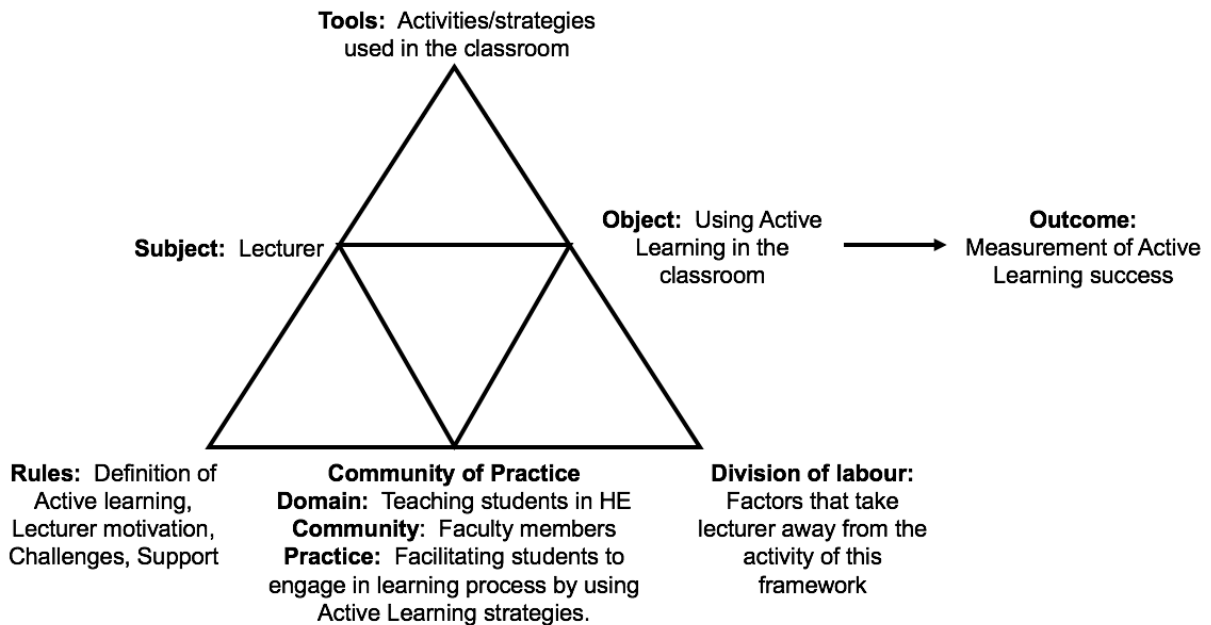 Tools: Activities/strategies
used in the classroom
Subject: Lecturer
Object: Using Active
Learning in the
classroom
Outcome:
Measurement of Active
Learning success
Rules: Definition of
Active learning,
Lecturer motivation,
Challenges, Support
Community of Practice
Domain: Teaching students in HE
Community: Faculty members
Practice: Facilitating students to
engage in learning process by using
Active Learning strategies.
Division of labour:
Factors that take
lecturer away from the
activity of this
framework